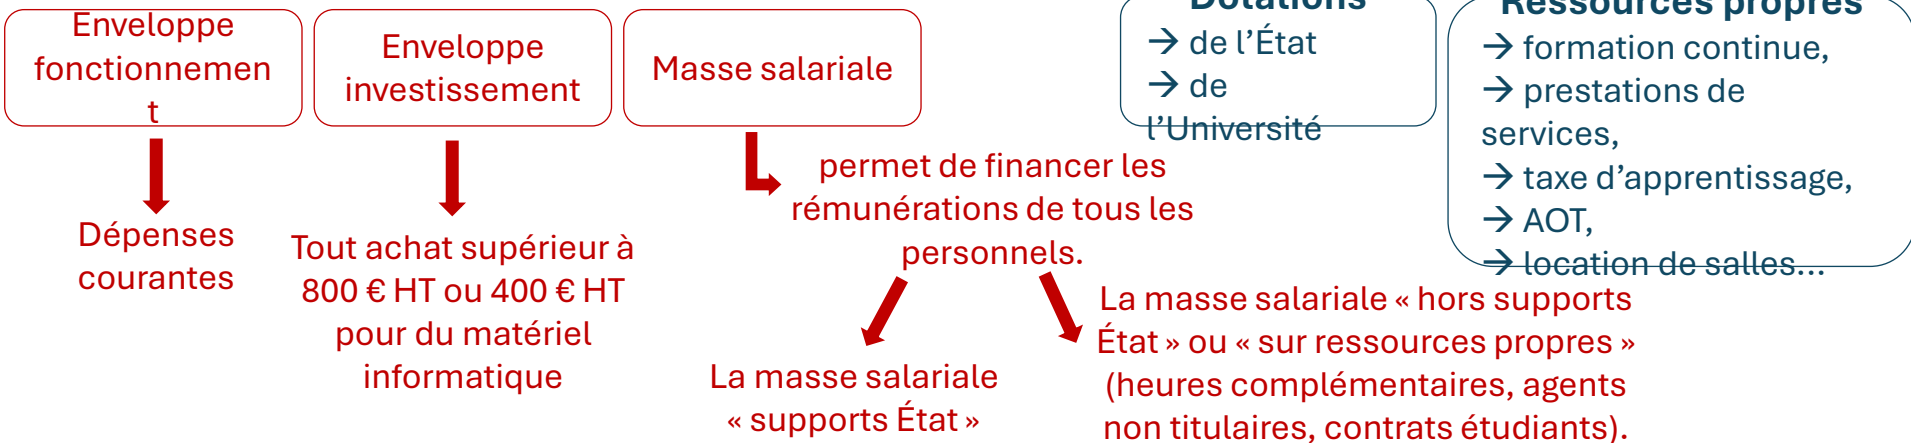 Enveloppe
fonctionnemen
t
Dépenses
courantes
Enveloppe
investissement
Tout achat supérieur à
800 € HT ou 400 € HT
pour du matériel
informatique
Masse salariale
permet de financer les
rémunérations de tous les
personnels.
La masse salariale
« supports État »
La masse salariale « hors supports
État » ou « sur ressources propres »
(heures complémentaires, agents
non titulaires, contrats étudiants).
Dotations
→ de l’État
→ de
l’Université
Ressources propres
→ formation continue,
→ prestations de
services,
→ taxe d’apprentissage,
→ AOT,
→ location de salles…